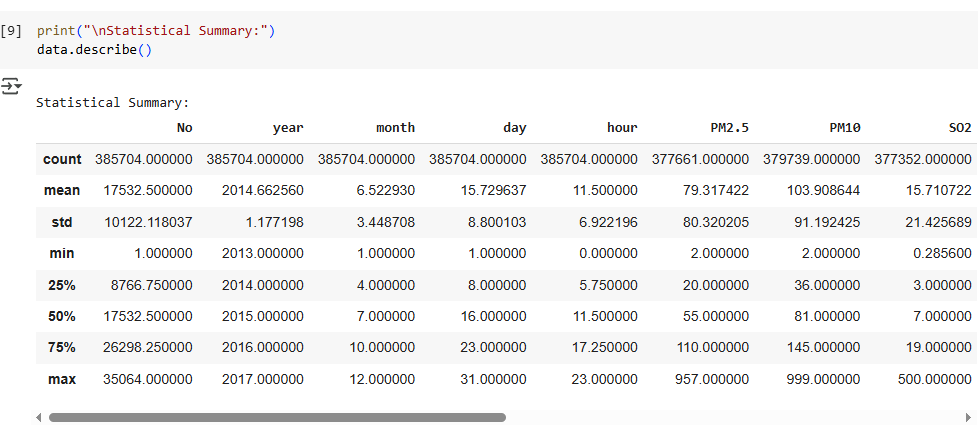 [9] print("\nStatistical Summary:")
data.describe()
Statistical Summary:
No year month day hour PM2.5 PM10 SO2
count 385704.000000 385704.000000 385704.000000 385704.000000 385704.000000 377661.000000 379739.000000 377352.000000
mean 17532.500000 2014.662560 6.522930 15.729637 11.500000 79.317422 103.908644 15.710722
std 10122.118037 1.177198 3.448708 8.800103 6.922196 80.320205 91.192425 21.425689
min 1.000000 2013.000000 1.000000 1.000000 0.000000 2.000000 2.000000 0.285600
25% 8766.750000 2014.000000 4.000000 8.000000 5.750000 20.000000 36.000000 3.000000
50% 17532.500000 2015.000000 7.000000 16.000000 11.500000 55.000000 81.000000 7.000000
75% 26298.250000 2016.000000 10.000000 23.000000 17.250000 110.000000 145.000000 19.000000
max 35064.000000 2017.000000 12.000000 31.000000 23.000000 957.000000 999.000000 500.000000